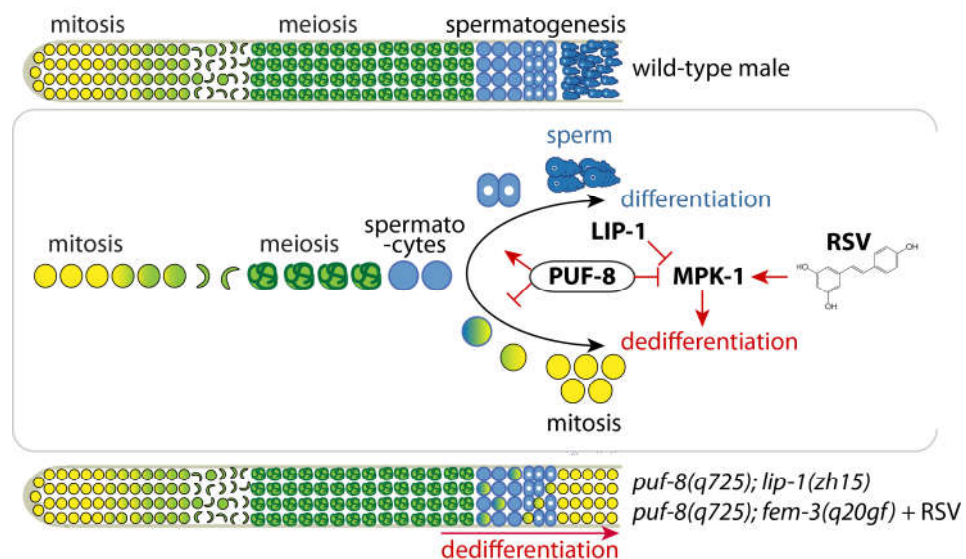 mitosis meiosis spermatogenesis
wild-type male
sperm
differentiation
spermato
-cytes
mitosis meiosis
LIP-1
RSV
OH
HO
PUF-8 MPK-1
OH
dedifferentiation
mitosis
puf-8(q725); lip-1(zh15)
puf-8(q725); fem-3(q20gf) + RSV
dedifferentiation